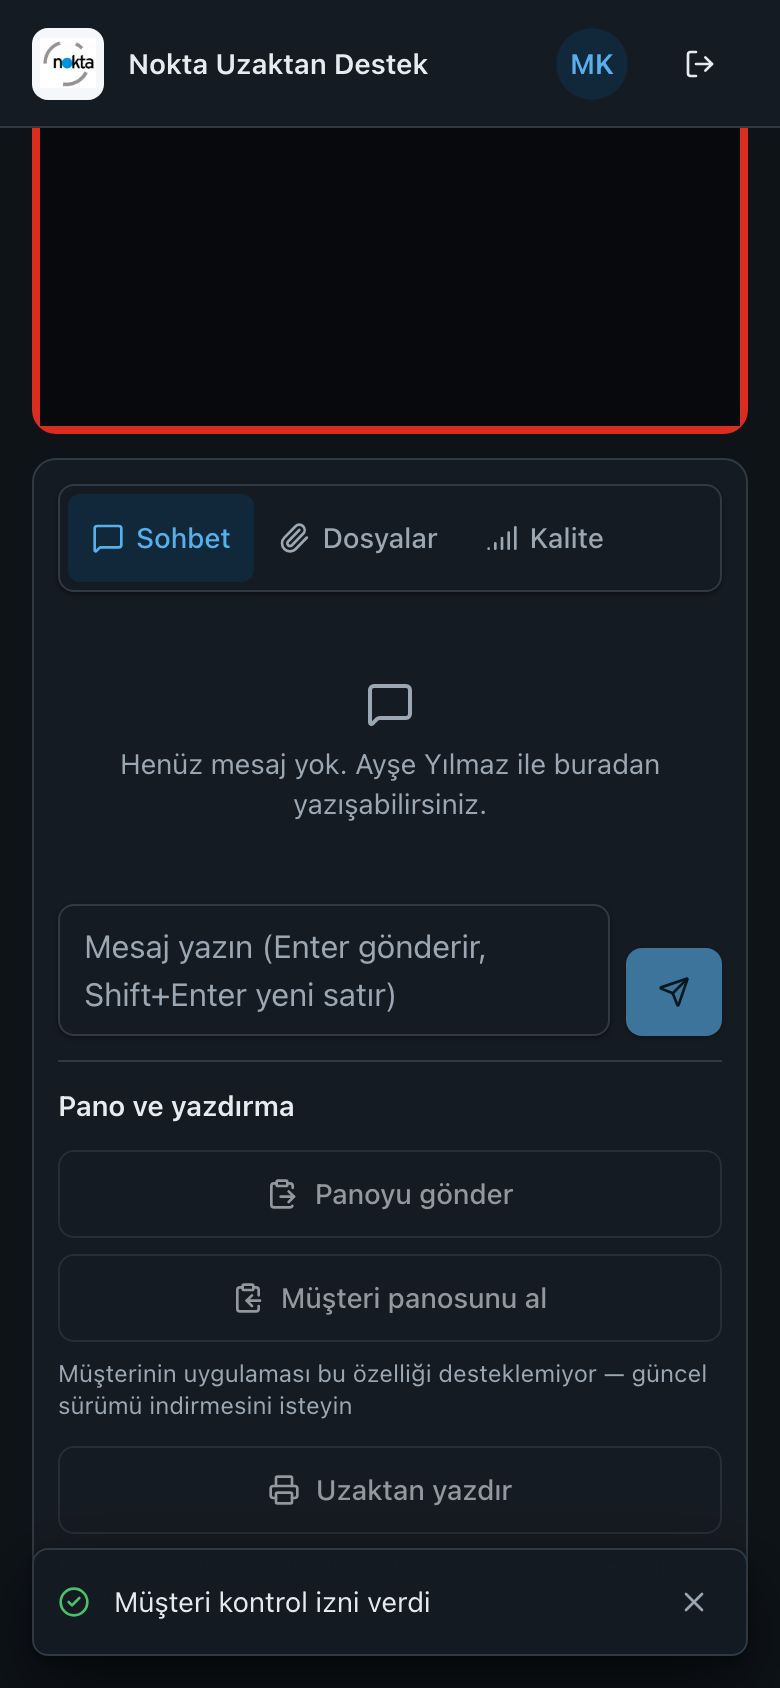 nokta
Nokta Uzaktan Destek
MK
Sohbet
Dosyalar
Kalite
Henüz mesaj yok. Ayşe Yılmaz ile buradan
yazışabilirsiniz.
Mesaj yazın (Enter gönderir,
Shift+Enter yeni satır)
Pano ve yazdırma
Panoyu gönder
Müşteri panosunu al
Müşterinin uygulaması bu özelliği desteklemiyor — güncel
sürümü indirmesini isteyin
Uzaktan yazdır
Müşteri kontrol izni verdi